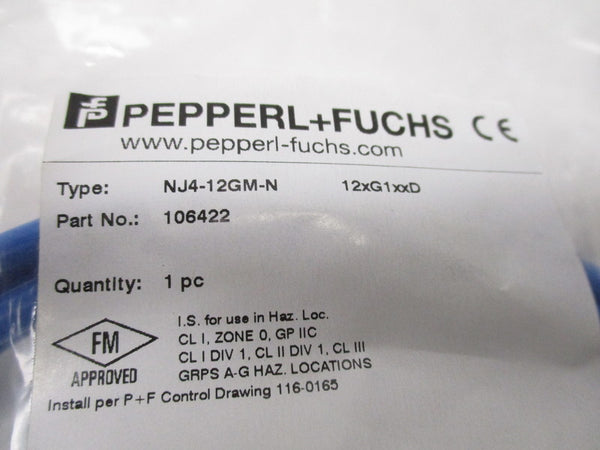 PEPPERL+FUCHS CE
www.pepperl-fuchs.com
Type: NJ4-12GM-N 12xG1xxD
Part No.: 106422
Quantity: 1 pc
FM
APPROVED
I.S. for use in Haz. Loc.
CL I, ZONE 0, GP IIC
CL I DIV 1, CL II DIV 1, CL III
GRPS A-G HAZ. LOCATIONS
Install per P+F Control Drawing 116-0165